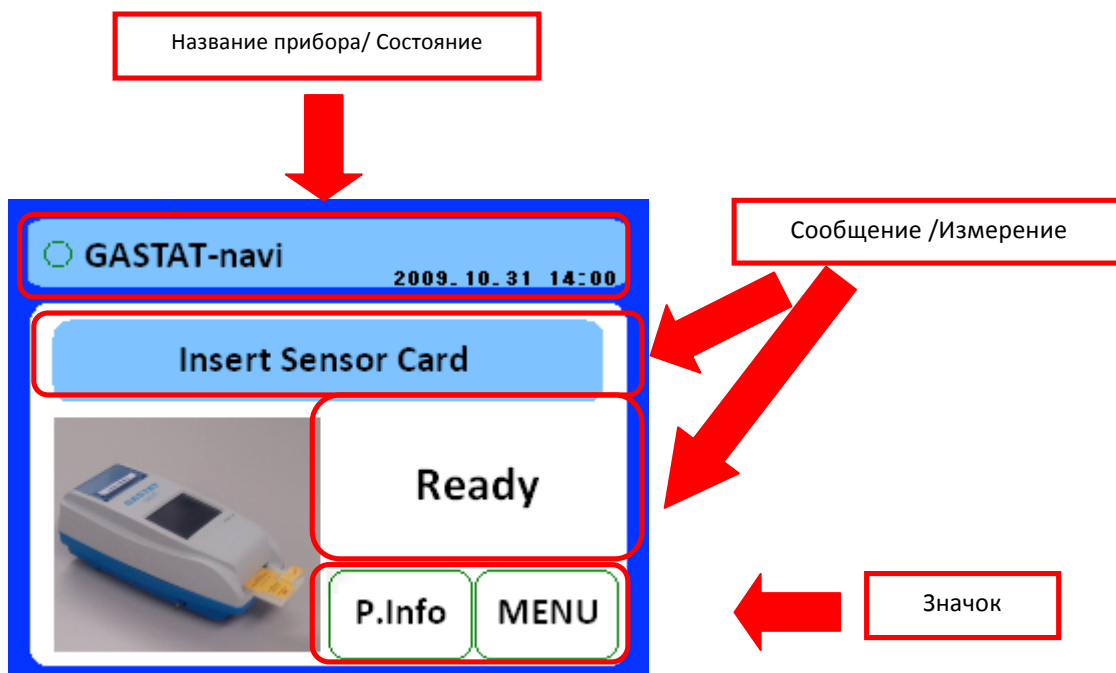 Название прибора/ Состояние
GASTAT-navi
2009.10.31 14:00
Сообщение /Измерение
Insert Sensor Card
Ready
GASTAT
P.Info MENU
Значок